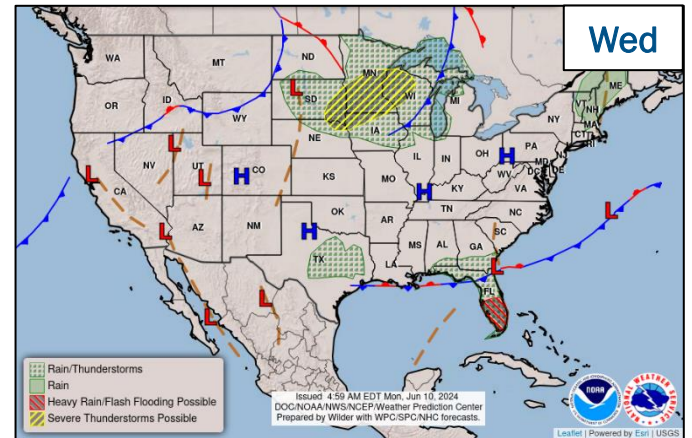 Wed
WA
MT
ND
MN
ME
VT
NH
OR
ID
L
SD
WI
MI
NY
MA
CT
RI
WY
IA
PA
NJ
L
NE
IL
IN
OH
H
MD
DE
DC
L
NV
UT
L
H
CO
WV
VA
CA
KS
MO
H
KY
L
AZ
NM
H
OK
AR
TN
NC
SC
L
MS
AL
GA
TX
LA
L
L
L
FL
Rain/Thunderstorms
Rain
Heavy Rain/Flash Flooding Possible
Severe Thunderstorms Possible
Issued 4:59 AM EDT Mon, Jun 10, 2024
DOC/NOAA/NWS/NCEP/Weather Prediction Center
Prepared by Wilder with WPC/SPC/NHC forecasts.
NOAA
NATIONAL WEATHER SERVICE
Leaflet | Powered by Esri | USGS